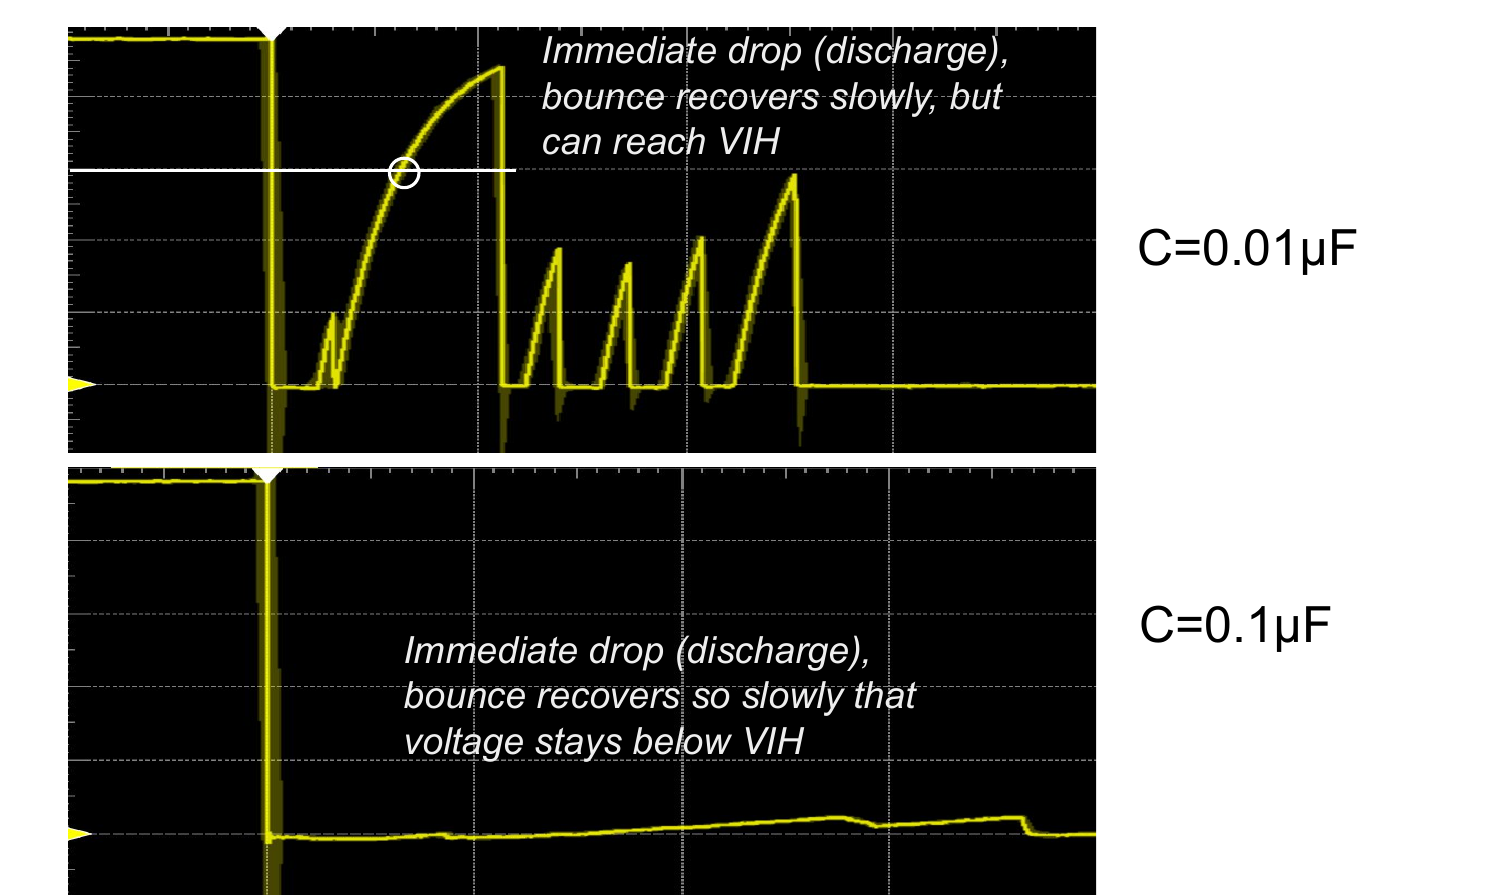 Immediate drop (discharge),
bounce recovers slowly, but
can reach VIH
C=0.01µF
Immediate drop (discharge),
bounce recovers so slowly that
voltage stays below VIH
C=0.1µF